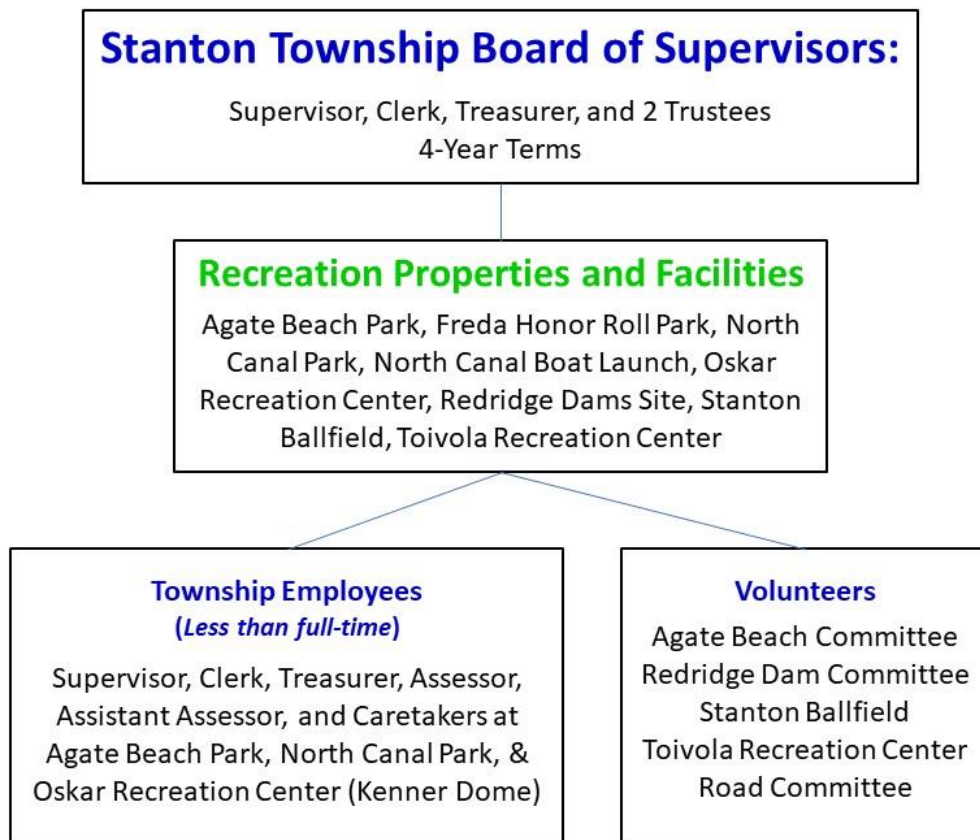 Stanton Township Board of Supervisors:
Supervisor, Clerk, Treasurer, and 2 Trustees
4-Year Terms
Recreation Properties and Facilities
Agate Beach Park, Freda Honor Roll Park, North
Canal Park, North Canal Boat Launch, Oskar
Recreation Center, Redridge Dams Site, Stanton
Ballfield, Toivola Recreation Center
Township Employees
(Less than full-time)
Supervisor, Clerk, Treasurer, Assessor,
Assistant Assessor, and Caretakers at
Agate Beach Park, North Canal Park, &
Oskar Recreation Center (Kenner Dome)
Volunteers
Agate Beach Committee
Redridge Dam Committee
Stanton Ballfield
Toivola Recreation Center
Road Committee